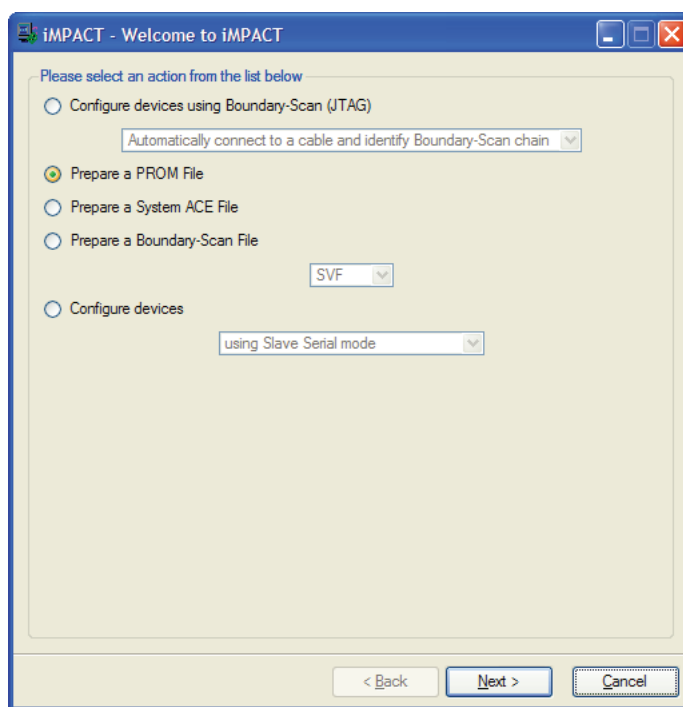 iMPACT - Welcome to iMPACT
Please select an action from the list below
Configure devices using Boundary-Scan (JTAG)
Automatically connect to a cable and identify Boundary-Scan chain
Prepare a PROM File
Prepare a System ACE File
Prepare a Boundary-Scan File
SVF
Configure devices
using Slave Serial mode
< Back Next > Cancel